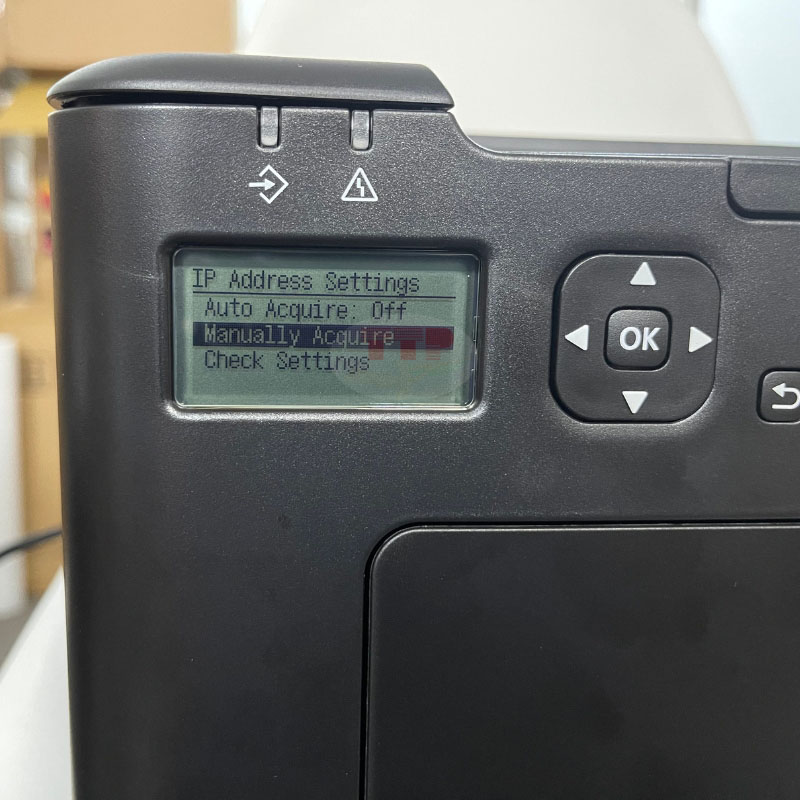 IP Address Settings
Auto Acquire: Off
Manually Acquire
Check Settings
OK